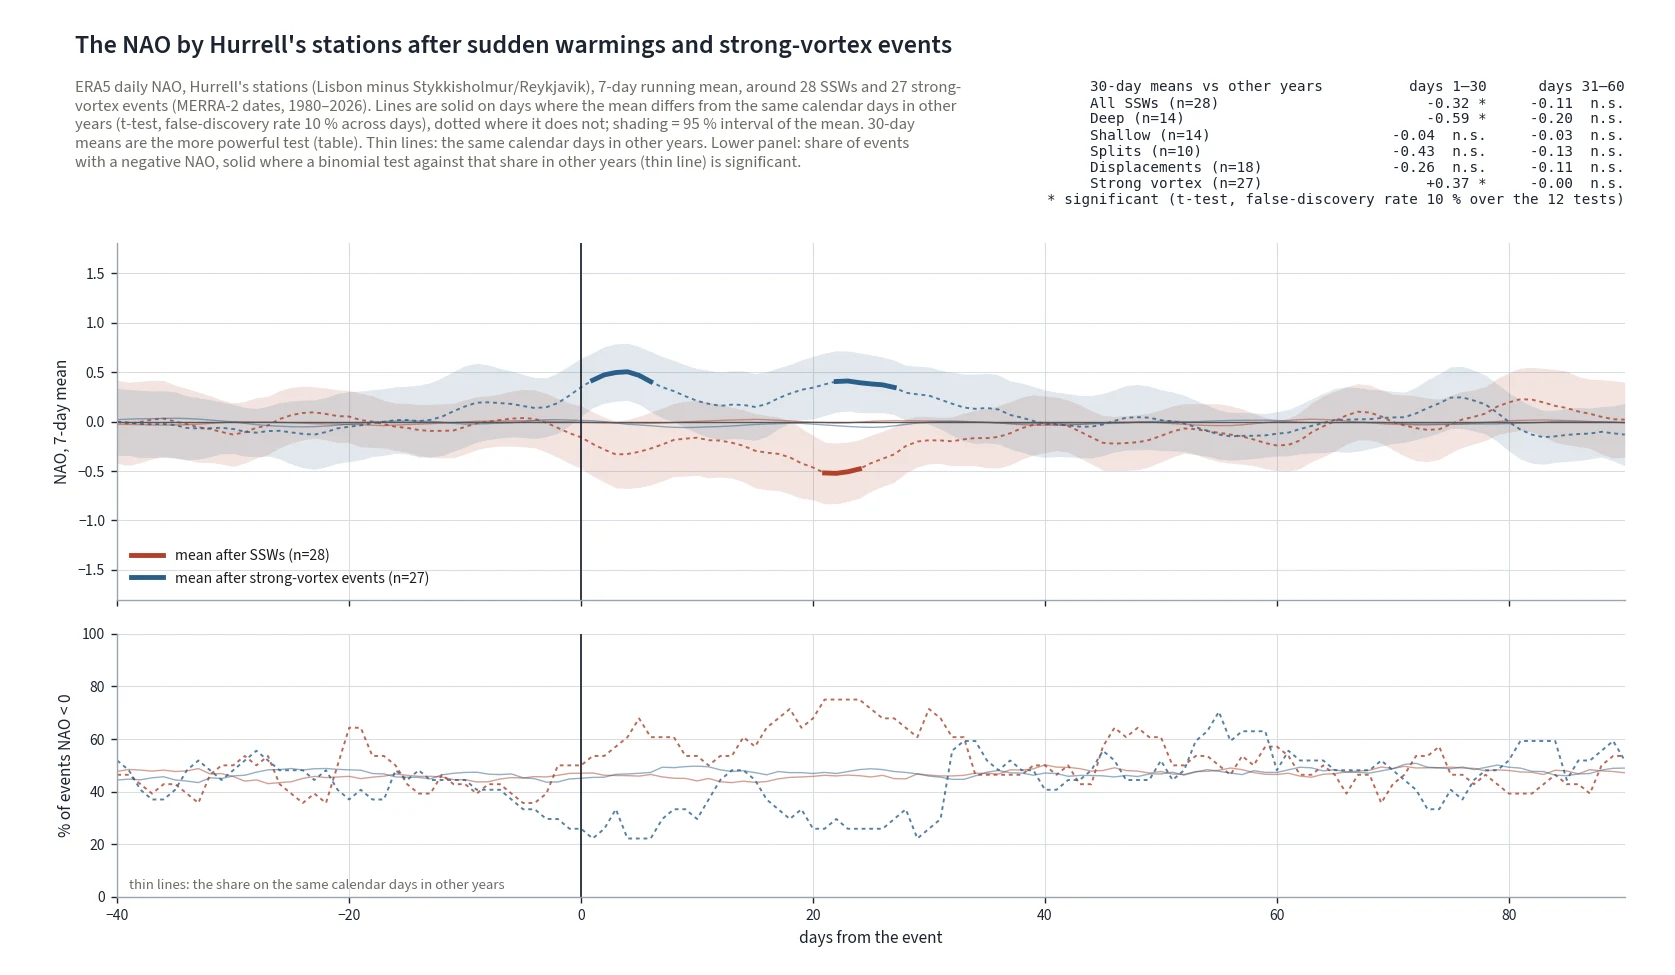 The NAO by Hurrell's stations after sudden warmings and strong-vortex events
ERA5 daily NAO, Hurrell's stations (Lisbon minus Stykkisholmur/Reykjavik), 7-day running mean, around 28 SSWs and 27 strong-
vortex events (MERRA-2 dates, 1980–2026). Lines are solid on days where the mean differs from the same calendar days in other
years (t-test, false-discovery rate 10 % across days), dotted where it does not; shading = 95 % interval of the mean. 30-day
means are the more powerful test (table). Thin lines: the same calendar days in other years. Lower panel: share of events
with a negative NAO, solid where a binomial test against that share in other years (thin line) is significant.
30-day means vs other years days 1–30 days 31–60
All SSWs (n=28) -0.32 * -0.11 n.s.
Deep (n=14) -0.59 * -0.20 n.s.
Shallow (n=14) -0.04 n.s. -0.03 n.s.
Splits (n=10) -0.43 n.s. -0.13 n.s.
Displacements (n=18) -0.26 n.s. -0.11 n.s.
Strong vortex (n=27) +0.37 * -0.00 n.s.
* significant (t-test, false-discovery rate 10 % over the 12 tests)
NAO, 7-day mean
1.5
1.0
0.5
0.0
−0.5
−1.0
−1.5
mean after SSWs (n=28)
mean after strong-vortex events (n=27)
% of events NAO < 0
100
80
60
40
20
0
thin lines: the share on the same calendar days in other years
−40 −20 0 20 40 60 80
days from the event